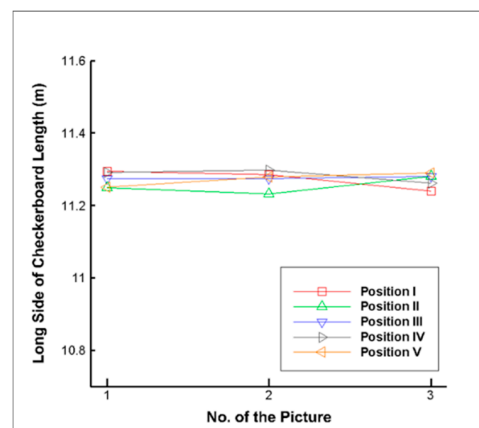 11.6
11.4
11.2
11
10.8
Long Side of Checkerboard Length (m)
1
2
3
No. of the Picture
Position I
Position II
Position III
Position IV
Position V